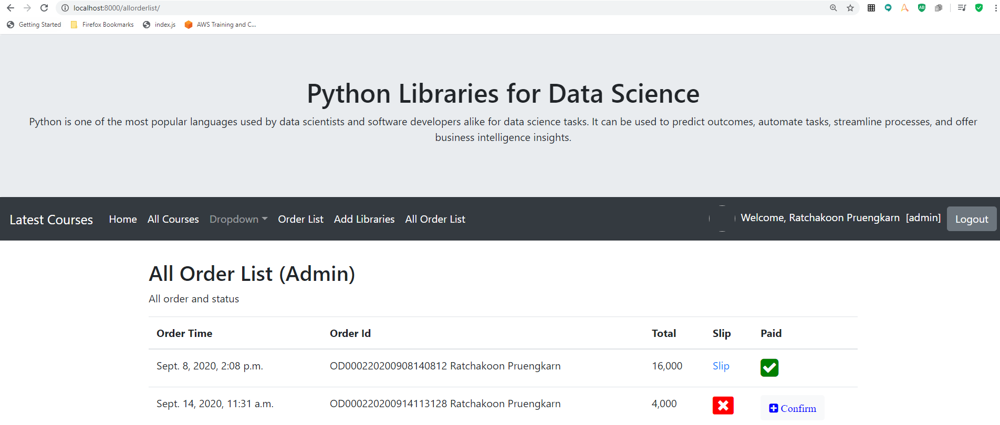 localhost:8000/allorderlist/
Getting Started Firefox Bookmarks index.js AWS Training and C...
Python Libraries for Data Science
Python is one of the most popular languages used by data scientists and software developers alike for data science tasks. It can be used to predict outcomes, automate tasks, streamline processes, and offer
business intelligence insights.
Latest Courses Home All Courses Dropdown Order List Add Libraries All Order List Welcome, Ratchakoon Pruengkarn [admin] Logout
All Order List (Admin)
All order and status
Order Time Order Id Total Slip Paid
Sept. 8, 2020, 2:08 p.m. OD000220200908140812 Ratchakoon Pruengkarn 16,000 Slip
Sept. 14, 2020, 11:31 a.m. OD000220200914113128 Ratchakoon Pruengkarn 4,000 Confirm